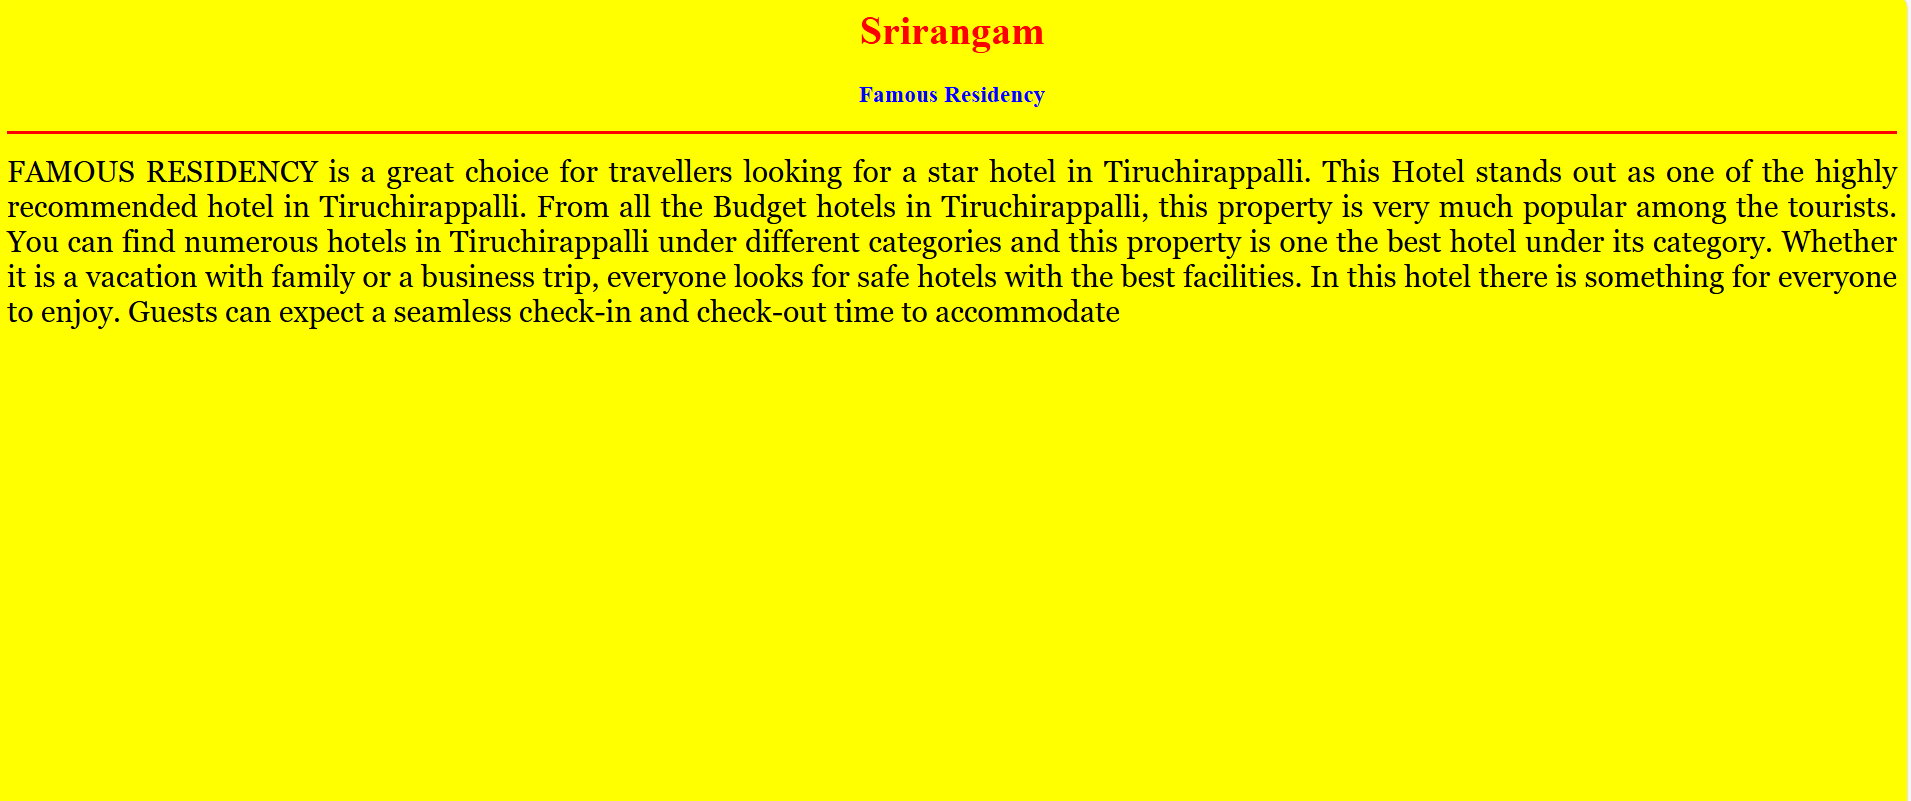 Srirangam
Famous Residency
FAMOUS RESIDENCY is a great choice for travellers looking for a star hotel in Tiruchirappalli. This Hotel stands out as one of the highly
recommended hotel in Tiruchirappalli. From all the Budget hotels in Tiruchirappalli, this property is very much popular among the tourists.
You can find numerous hotels in Tiruchirappalli under different categories and this property is one the best hotel under its category. Whether
it is a vacation with family or a business trip, everyone looks for safe hotels with the best facilities. In this hotel there is something for everyone
to enjoy. Guests can expect a seamless check-in and check-out time to accommodate